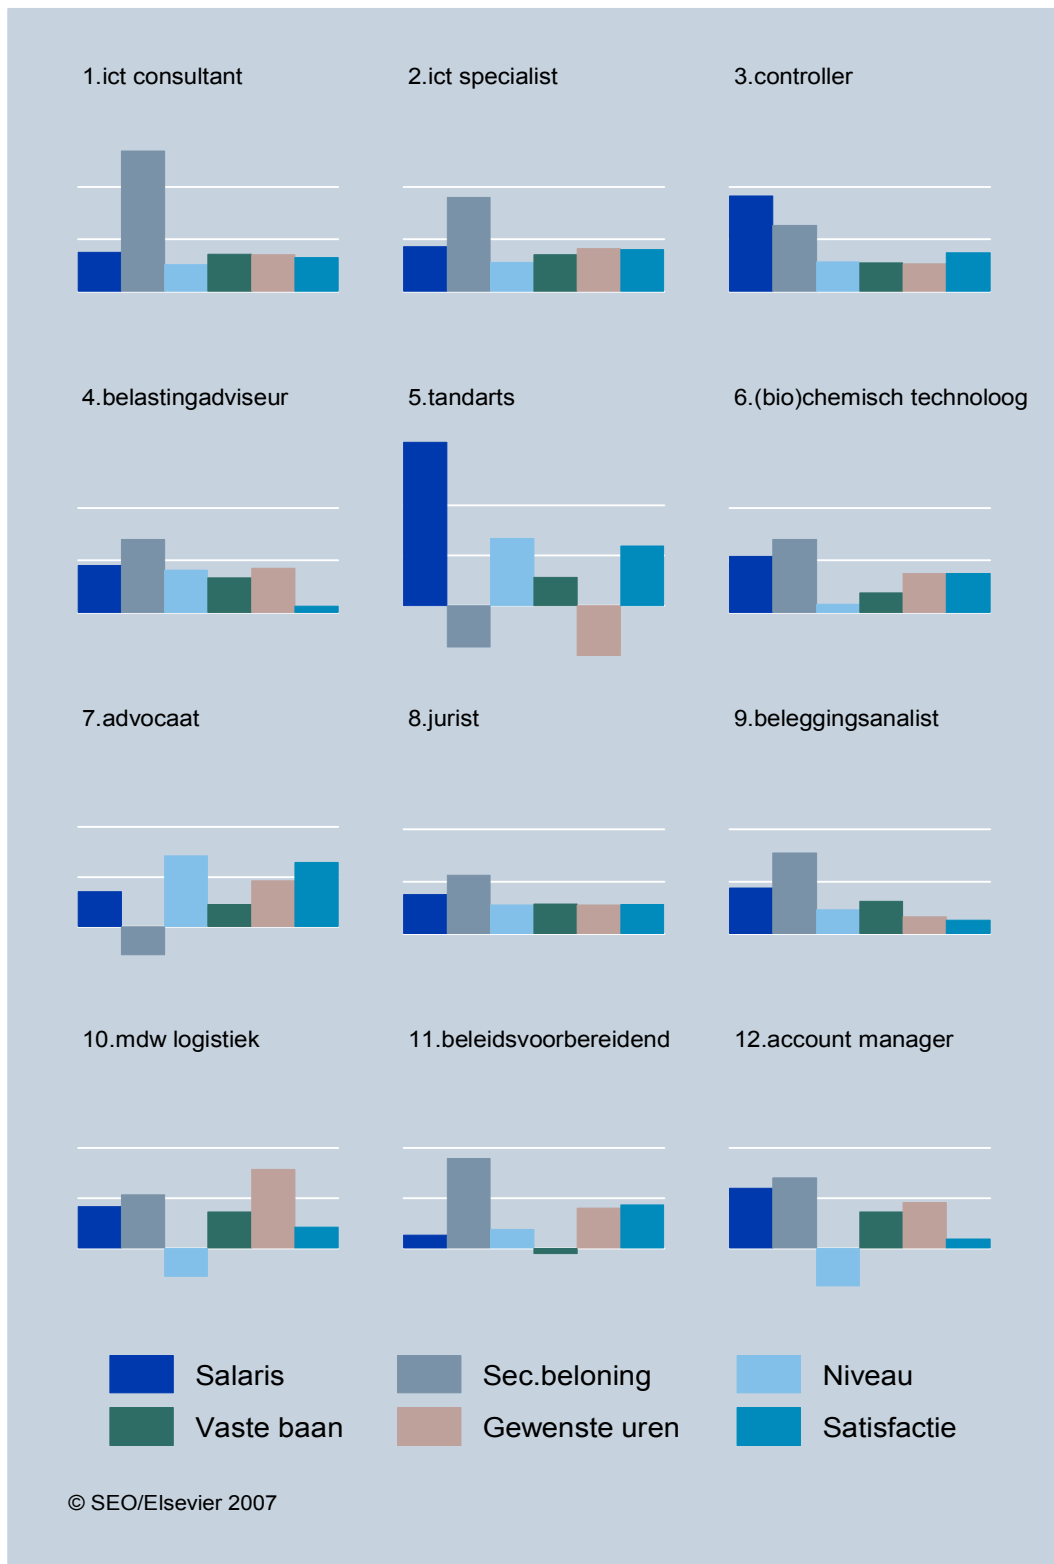 1.ict consultant 2.ict specialist 3.controller
4.belastingadviseur 5.tandarts 6.(bio)chemisch technoloog
7.advocaat 8.jurist 9.beleggingsanalist
10.mdw logistiek 11.beleidsvoorbereidend 12.account manager
Salaris Sec.beloning Niveau
Vaste baan Gewenste uren Satisfactie
© SEO/Elsevier 2007